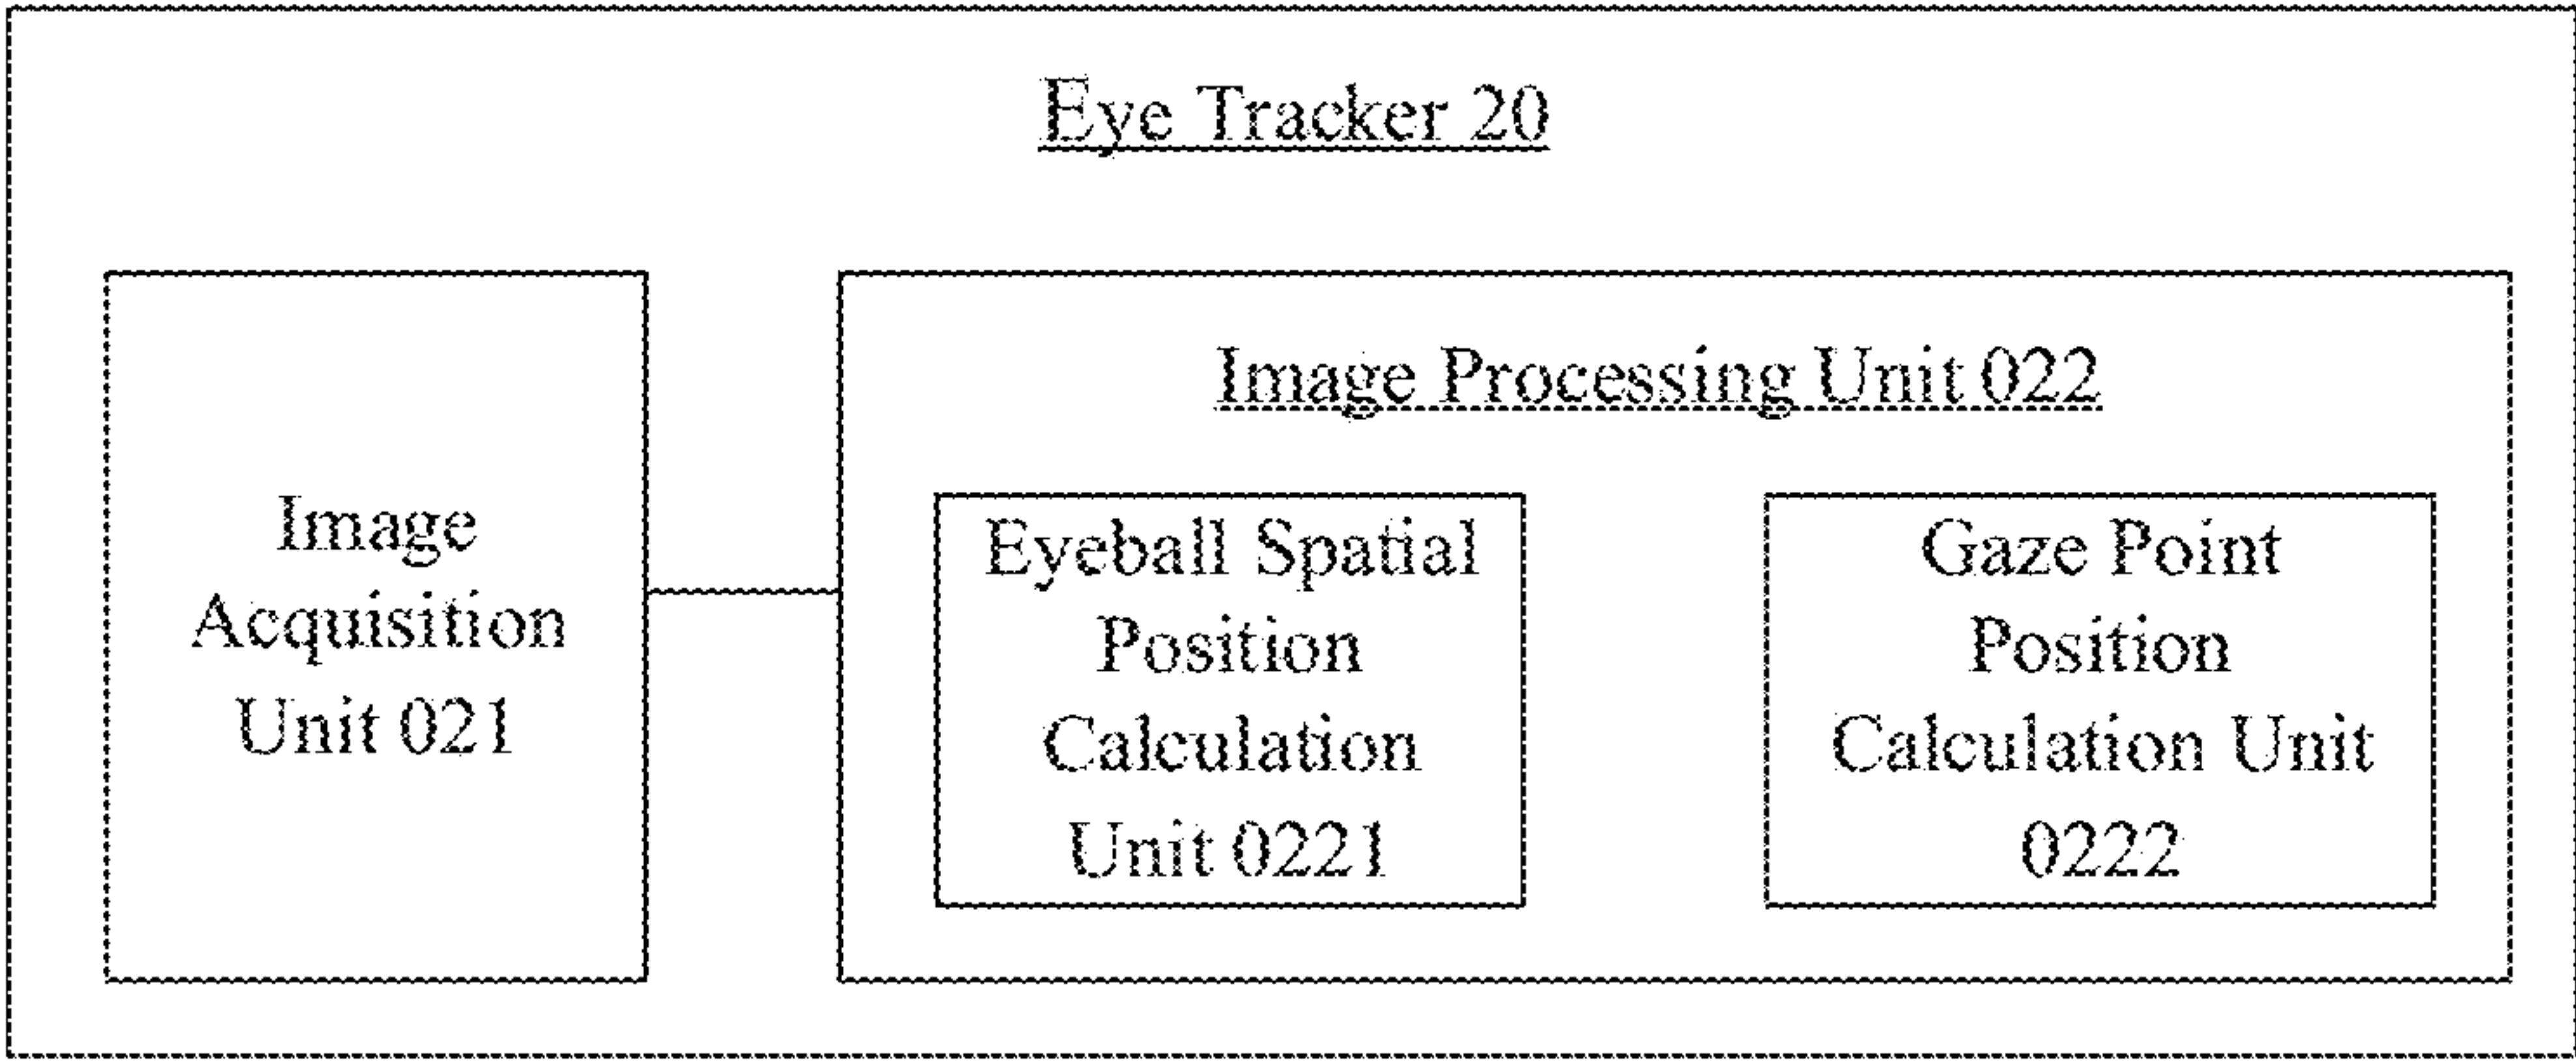 Eye Tracker 20
Image Processing Unit 022
Image
Acquisition
Unit 021
Eyeball Spatial
Position
Calculation
Unit 0221
Gaze Point
Position
Calculation Unit
0222